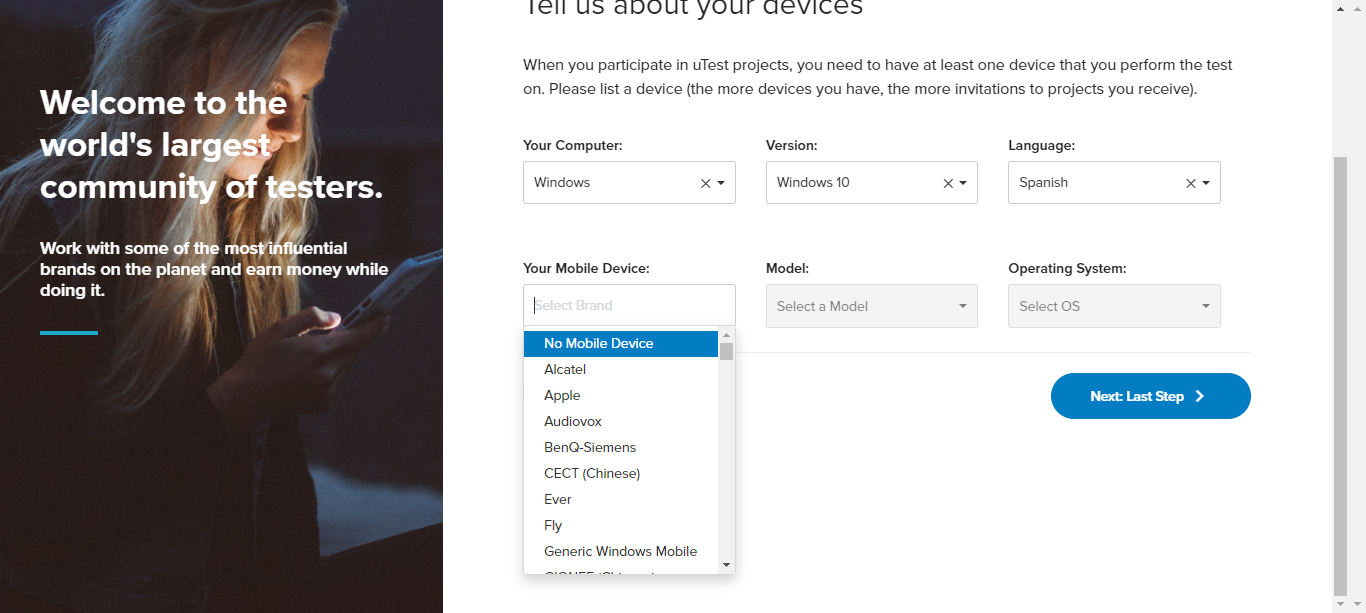 Tell us about your devices
Welcome to the
world's largest
community of testers.
Work with some of the most influential
brands on the planet and earn money while
doing it.
When you participate in uTest projects, you need to have at least one device that you perform the test
on. Please list a device (the more devices you have, the more invitations to projects you receive).
Your Computer:
Version:
Language:
Windows
Windows 10
Spanish
Your Mobile Device:
Model:
Operating System:
Select Brand
Select a Model
Select OS
No Mobile Device
Alcatel
Apple
Audiovox
BenQ-Siemens
CECT (Chinese)
Ever
Fly
Generic Windows Mobile
Next: Last Step